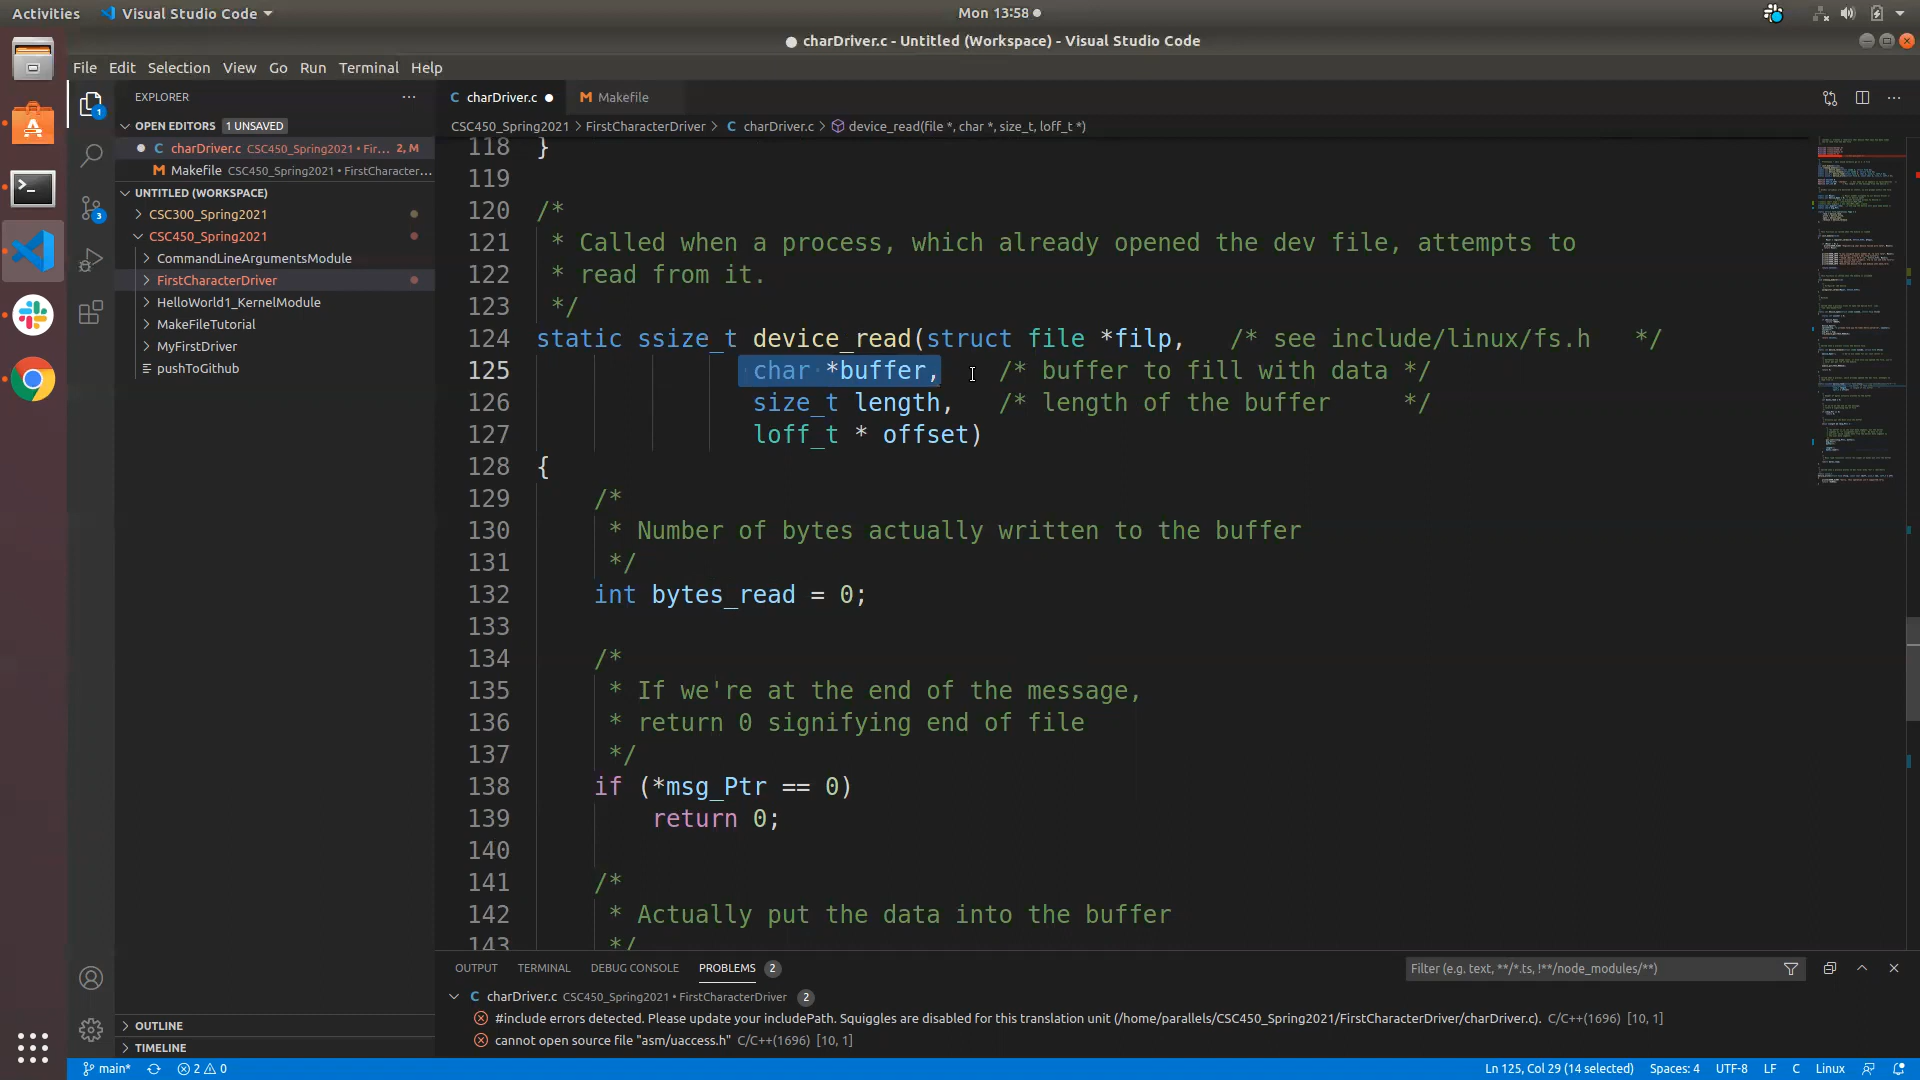 Activities Visual Studio Code Mon 13:58
charDriver.c - Untitled (Workspace) - Visual Studio Code
File Edit Selection View Go Run Terminal Help
EXPLORER
OPEN EDITORS 1 UNSAVED
C charDriver.c CSC450_Spring2021 • Fir... 2, M
M Makefile CSC450_Spring2021 • FirstCharacter...
UNTITLED (WORKSPACE)
CSC300_Spring2021
CSC450_Spring2021
CommandLineArgumentsModule
FirstCharacterDriver
HelloWorld1_KernelModule
MakeFileTutorial
MyFirstDriver
pushToGithub
OUTLINE
TIMELINE
1
3
C charDriver.c M Makefile
CSC450_Spring2021 > FirstCharacterDriver > C charDriver.c > device_read(file *, char *, size_t, loff_t *)
118 }
119
120 /*
121 * Called when a process, which already opened the dev file, attempts to
122 * read from it.
123 */
124 static ssize_t device_read(struct file *filp, /* see include/linux/fs.h */
125 char *buffer, /* buffer to fill with data */
126 size_t length, /* length of the buffer */
127 loff_t * offset)
128 {
129 /*
130 * Number of bytes actually written to the buffer
131 */
132 int bytes_read = 0;
133
134 /*
135 * If we're at the end of the message,
136 * return 0 signifying end of file
137 */
138 if (*msg_Ptr == 0)
139 return 0;
140
141 /*
142 * Actually put the data into the buffer
143 */
OUTPUT TERMINAL DEBUG CONSOLE PROBLEMS 2 Filter (e.g. text, **/*.ts, !**/node_modules/**)
C charDriver.c CSC450_Spring2021 • FirstCharacterDriver 2
#include errors detected. Please update your includePath. Squiggles are disabled for this translation unit (/home/parallels/CSC450_Spring2021/FirstCharacterDriver/charDriver.c). C/C++(1696) [10, 1]
cannot open source file "asm/uaccess.h" C/C++(1696) [10, 1]
main* 2 0 Ln 125, Col 29 (14 selected) Spaces: 4 UTF-8 LF C Linux